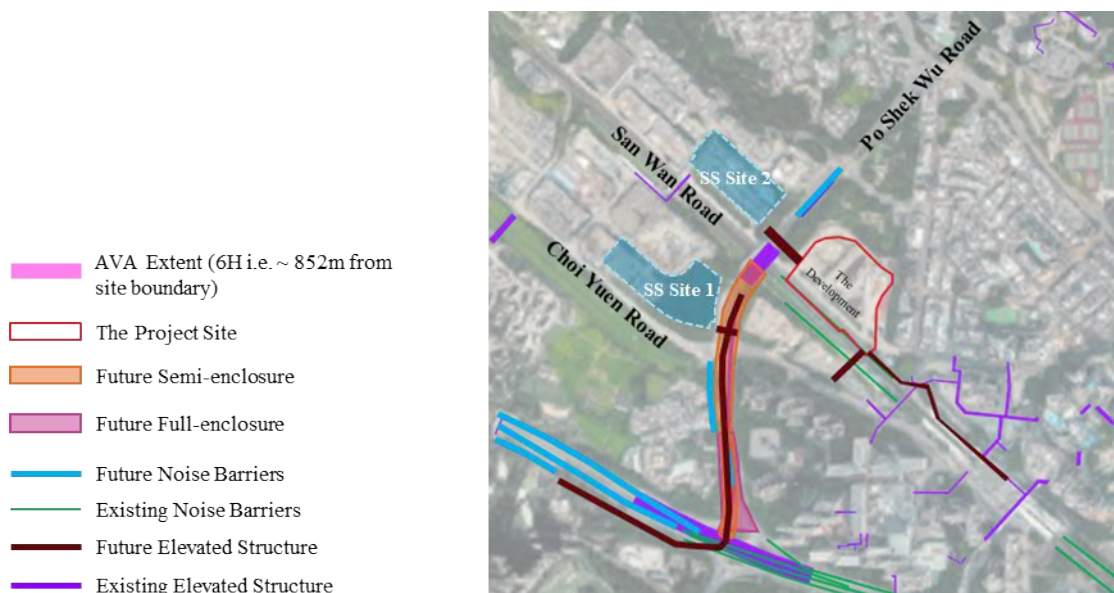 AVA Extent (6H i.e. ~ 852m from
site boundary)
The Project Site
Future Semi-enclosure
Future Full-enclosure
Future Noise Barriers
Existing Noise Barriers
Future Elevated Structure
Existing Elevated Structure
Po Shek Wu Road
San Wan Road
SS Site 2
Choi Yuen Road
SS Site 1
The
Development